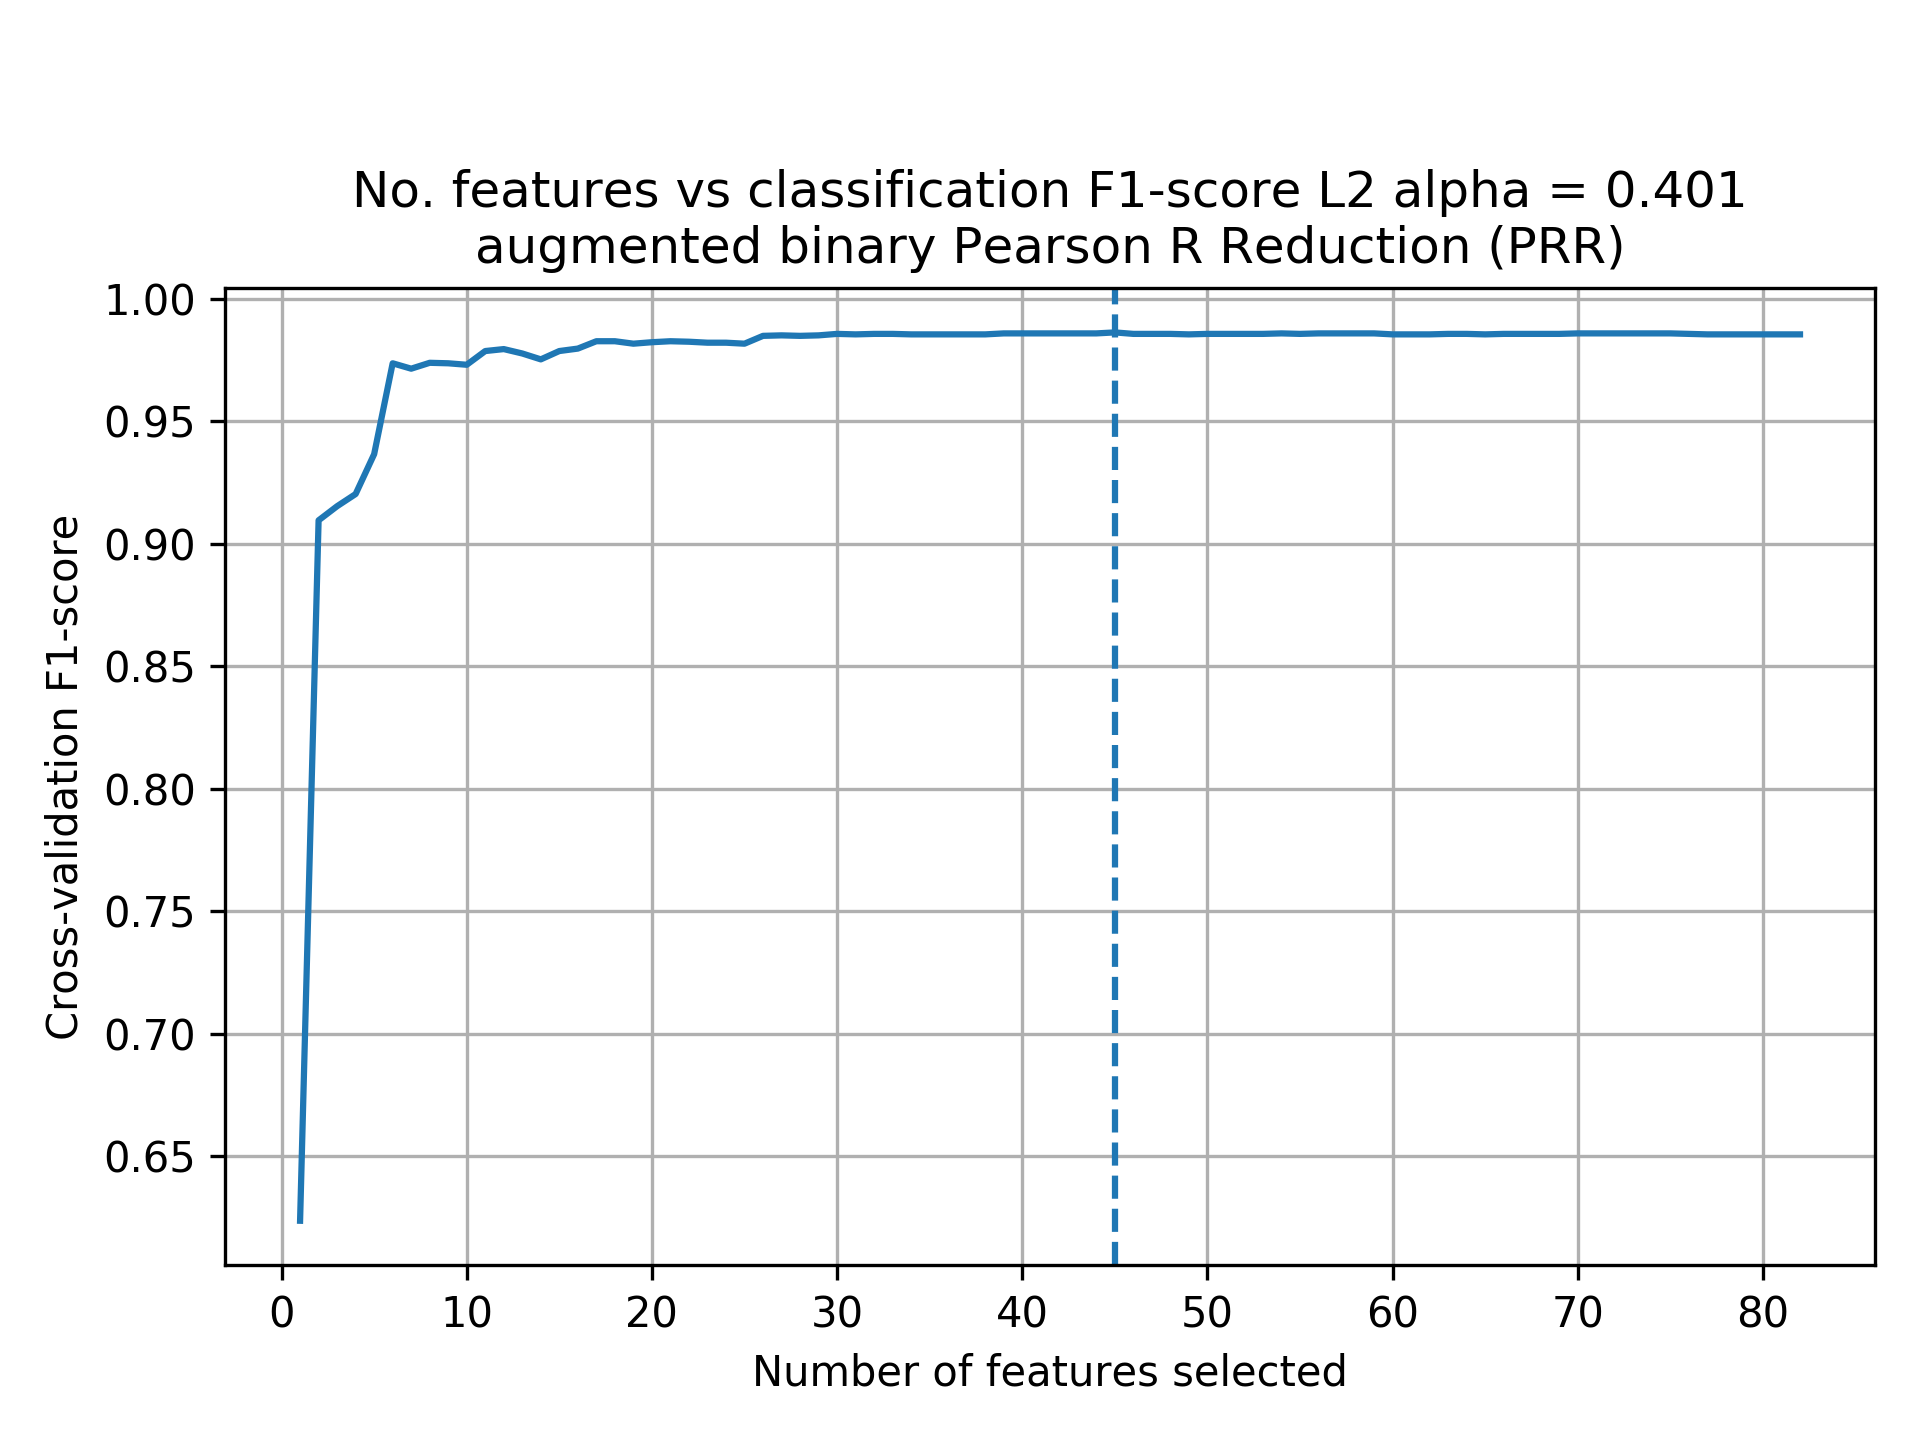 No. features vs classification F1-score L2 alpha = 0.401
augmented binary Pearson R Reduction (PRR)
1.00
0.95
0.90
0.85
0.80
0.75
0.70
0.65
Cross-validation F1-score
0 10 20 30 40 50 60 70 80
Number of features selected